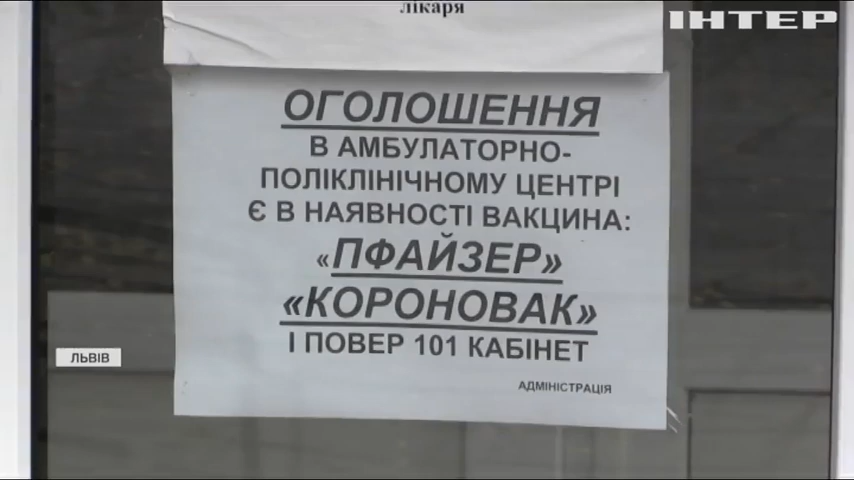 лікаря
ІНТЕР
ОГОЛОШЕННЯ
В АМБУЛАТОРНО-
ПОЛІКЛІНІЧНОМУ ЦЕНТРІ
Є В НАЯВНОСТІ ВАКЦИНА:
«ПФАЙЗЕР»
«КОРОНОВАК»
І ПОВЕР 101 КАБІНЕТ
АДМІНІСТРАЦІЯ
ЛЬВІВ